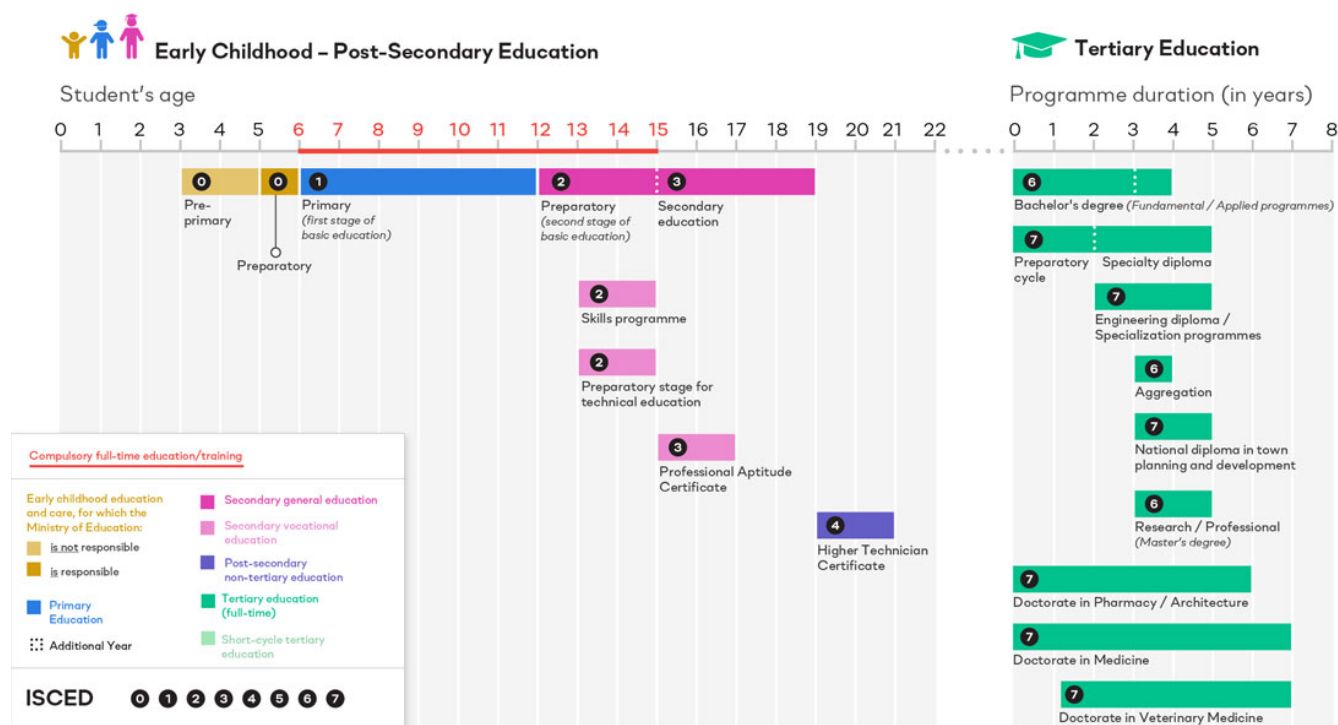 Early Childhood – Post-Secondary Education
Student's age
0 1 2 3 4 5 6 7 8 9 10 11 12 13 14 15 16 17 18 19 20 21 22
0
Pre-
primary
0
Preparatory
1
Primary
(first stage of
basic education)
2
Preparatory
(second stage of
basic education)
3
Secondary
education
2
Skills programme
2
Preparatory stage for
technical education
3
Professional Aptitude
Certificate
4
Higher Technician
Certificate
Tertiary Education
Programme duration (in years)
0 1 2 3 4 5 6 7 8
6
Bachelor's degree (Fundamental / Applied programmes)
7
Preparatory
cycle
Specialty diploma
7
Engineering diploma /
Specialization programmes
6
Aggregation
7
National diploma in town
planning and development
6
Research / Professional
(Master's degree)
7
Doctorate in Pharmacy / Architecture
7
Doctorate in Medicine
7
Doctorate in Veterinary Medicine
Compulsory full-time education/training
Early childhood education
and care, for which the
Ministry of Education:
is not responsible
is responsible
Primary
Education
Additional Year
Secondary general education
Secondary vocational
education
Post-secondary
non-tertiary education
Tertiary education
(full-time)
Short-cycle tertiary
education
ISCED 0 1 2 3 4 5 6 7